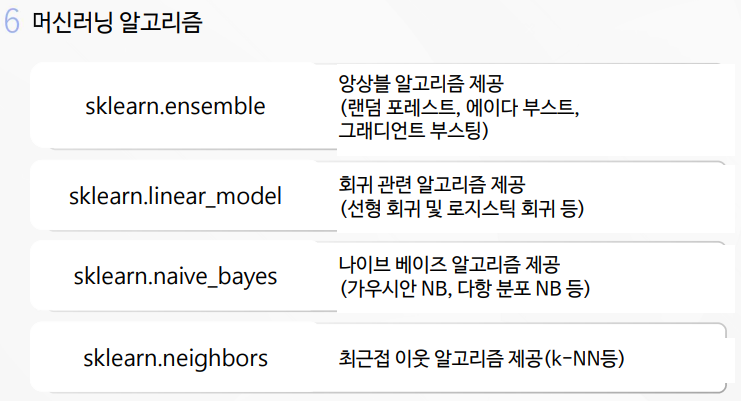 6 머신러닝 알고리즘
sklearn.ensemble
앙상블 알고리즘 제공
(랜덤 포레스트, 에이다 부스트,
그래디언트 부스팅)
sklearn.linear_model
회귀 관련 알고리즘 제공
(선형 회귀 및 로지스틱 회귀 등)
sklearn.naive_bayes
나이브 베이즈 알고리즘 제공
(가우시안 NB, 다항 분포 NB 등)
sklearn.neighbors
최근접 이웃 알고리즘 제공(k-NN등)